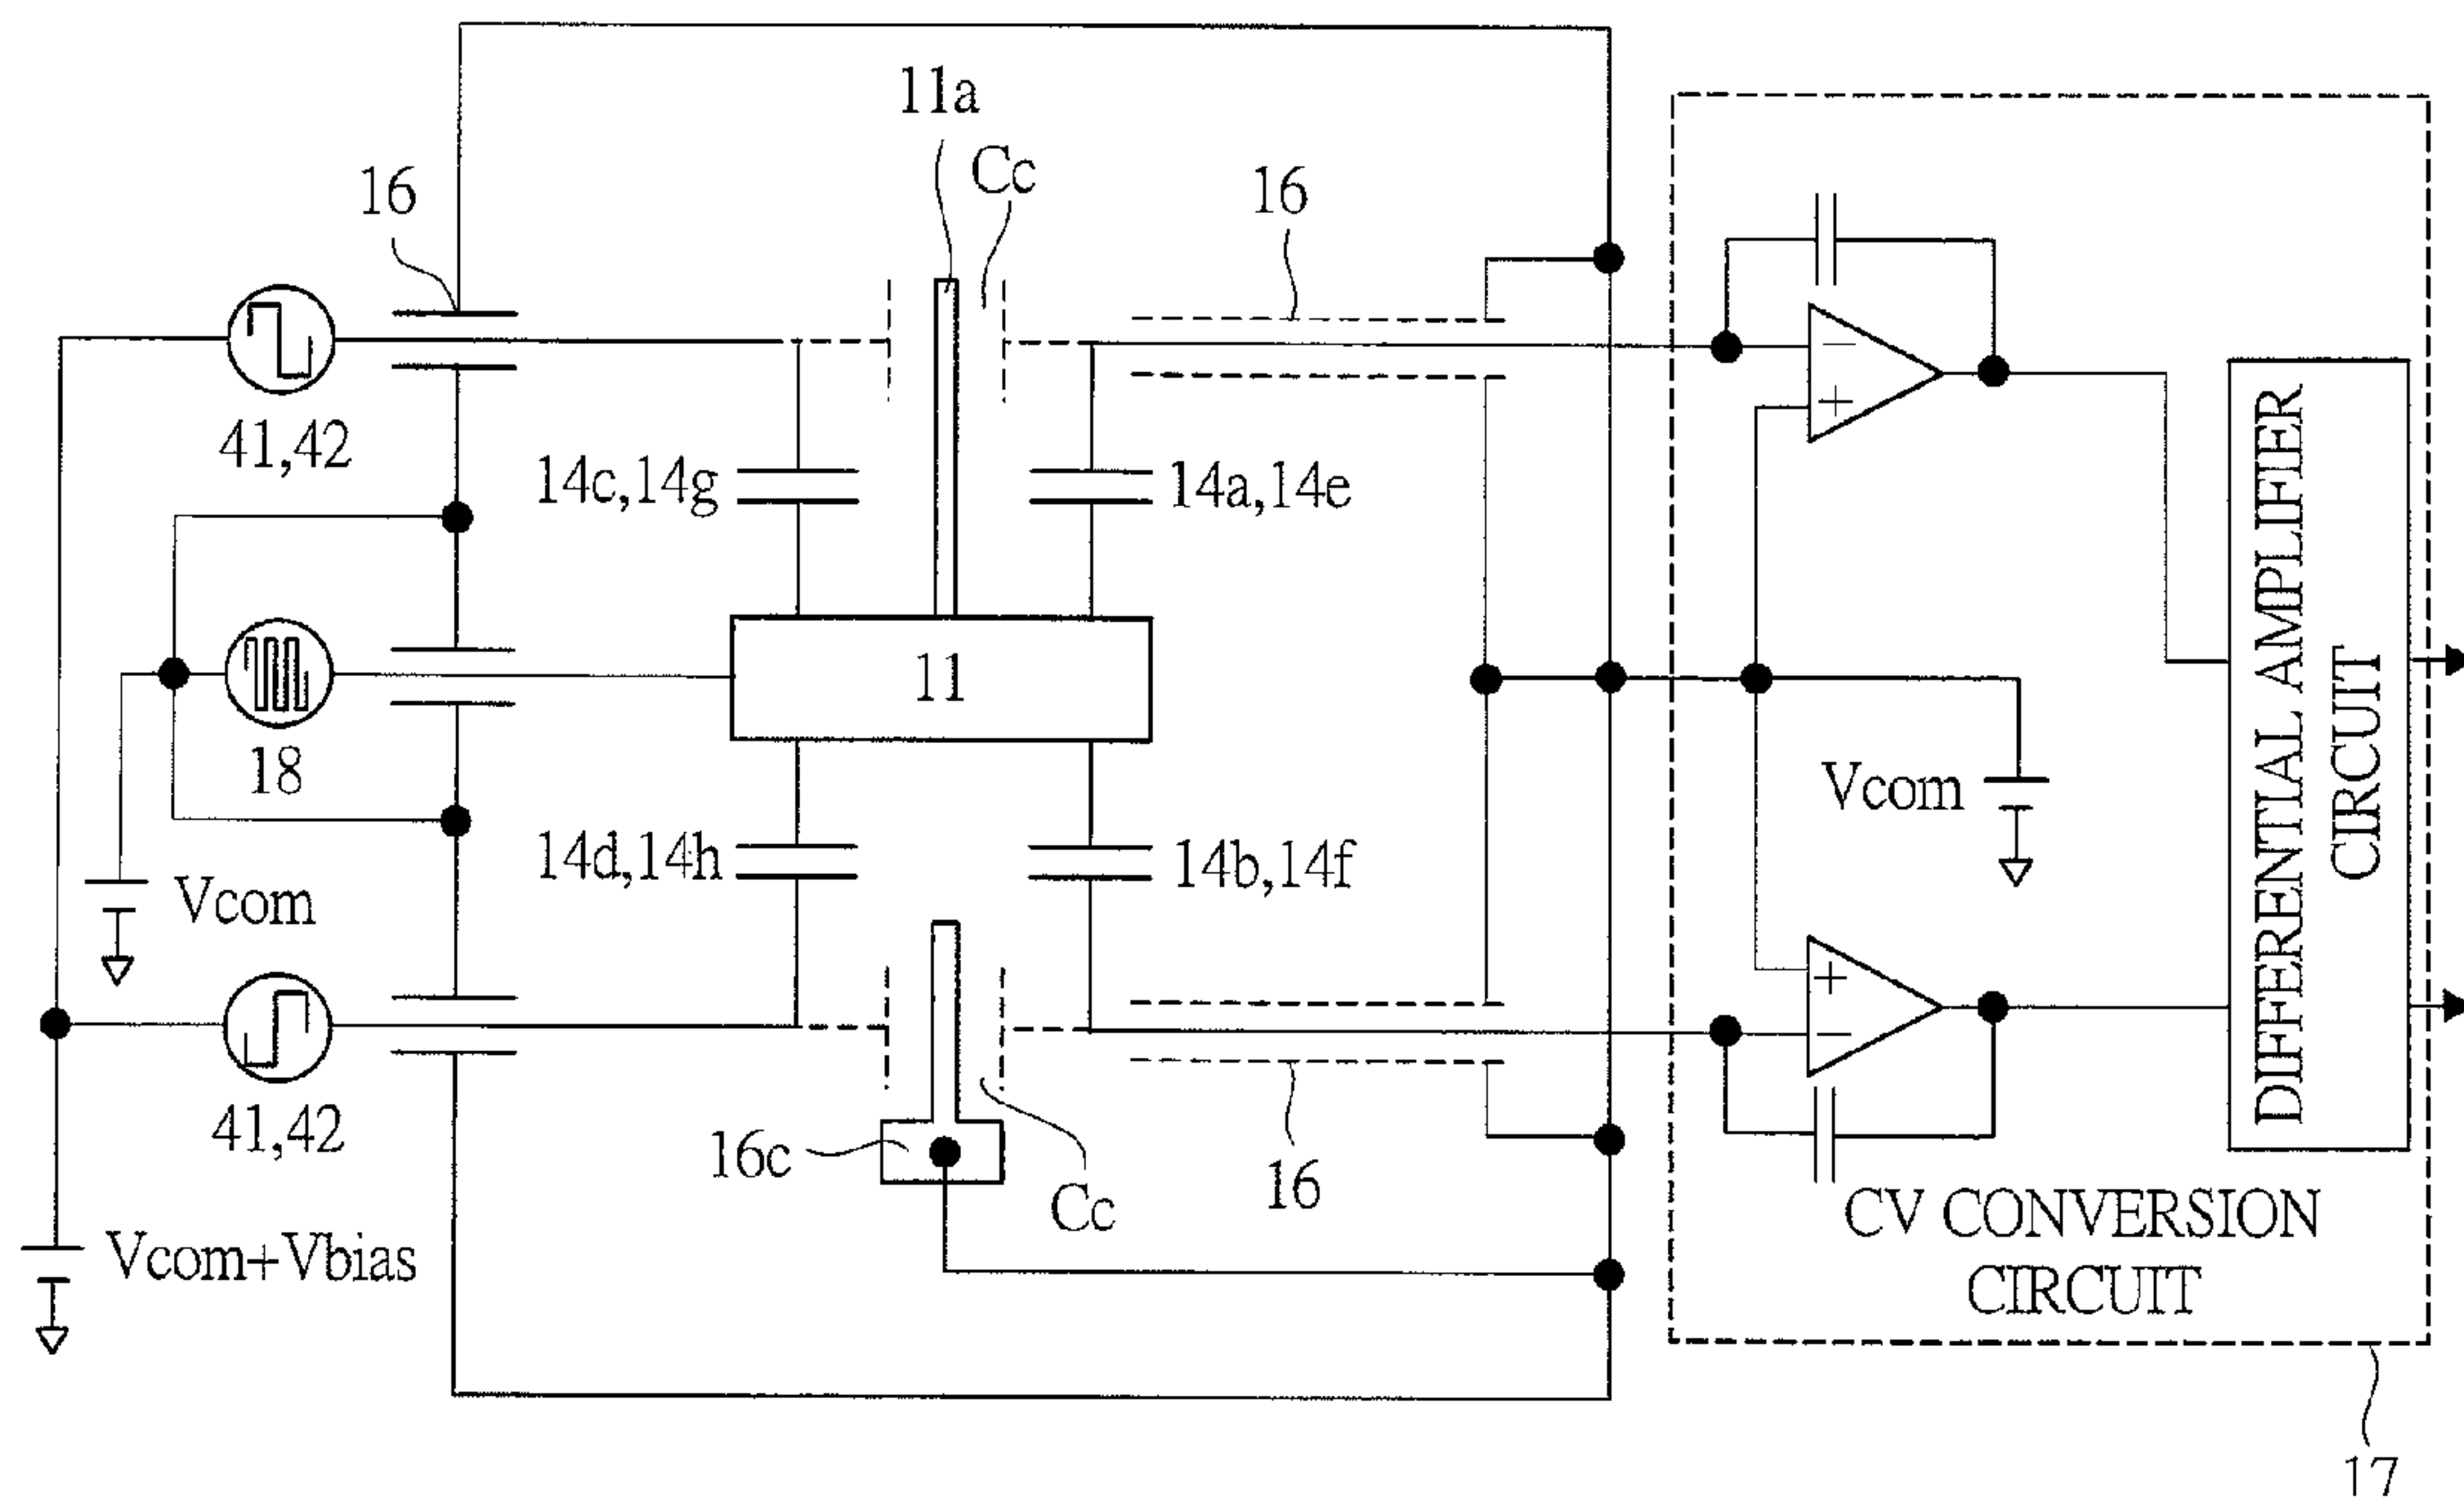 11a
Cc
16
16
41,42
14c,14g
14a,14e
−
+
11
18
Vcom
14d,14h
14b,14f
Vcom
+
−
41,42
16c
Cc
16
Vcom+Vbias
DIFFERENTIAL AMPLIFIER
CIRCUIT
CV CONVERSION
CIRCUIT
17